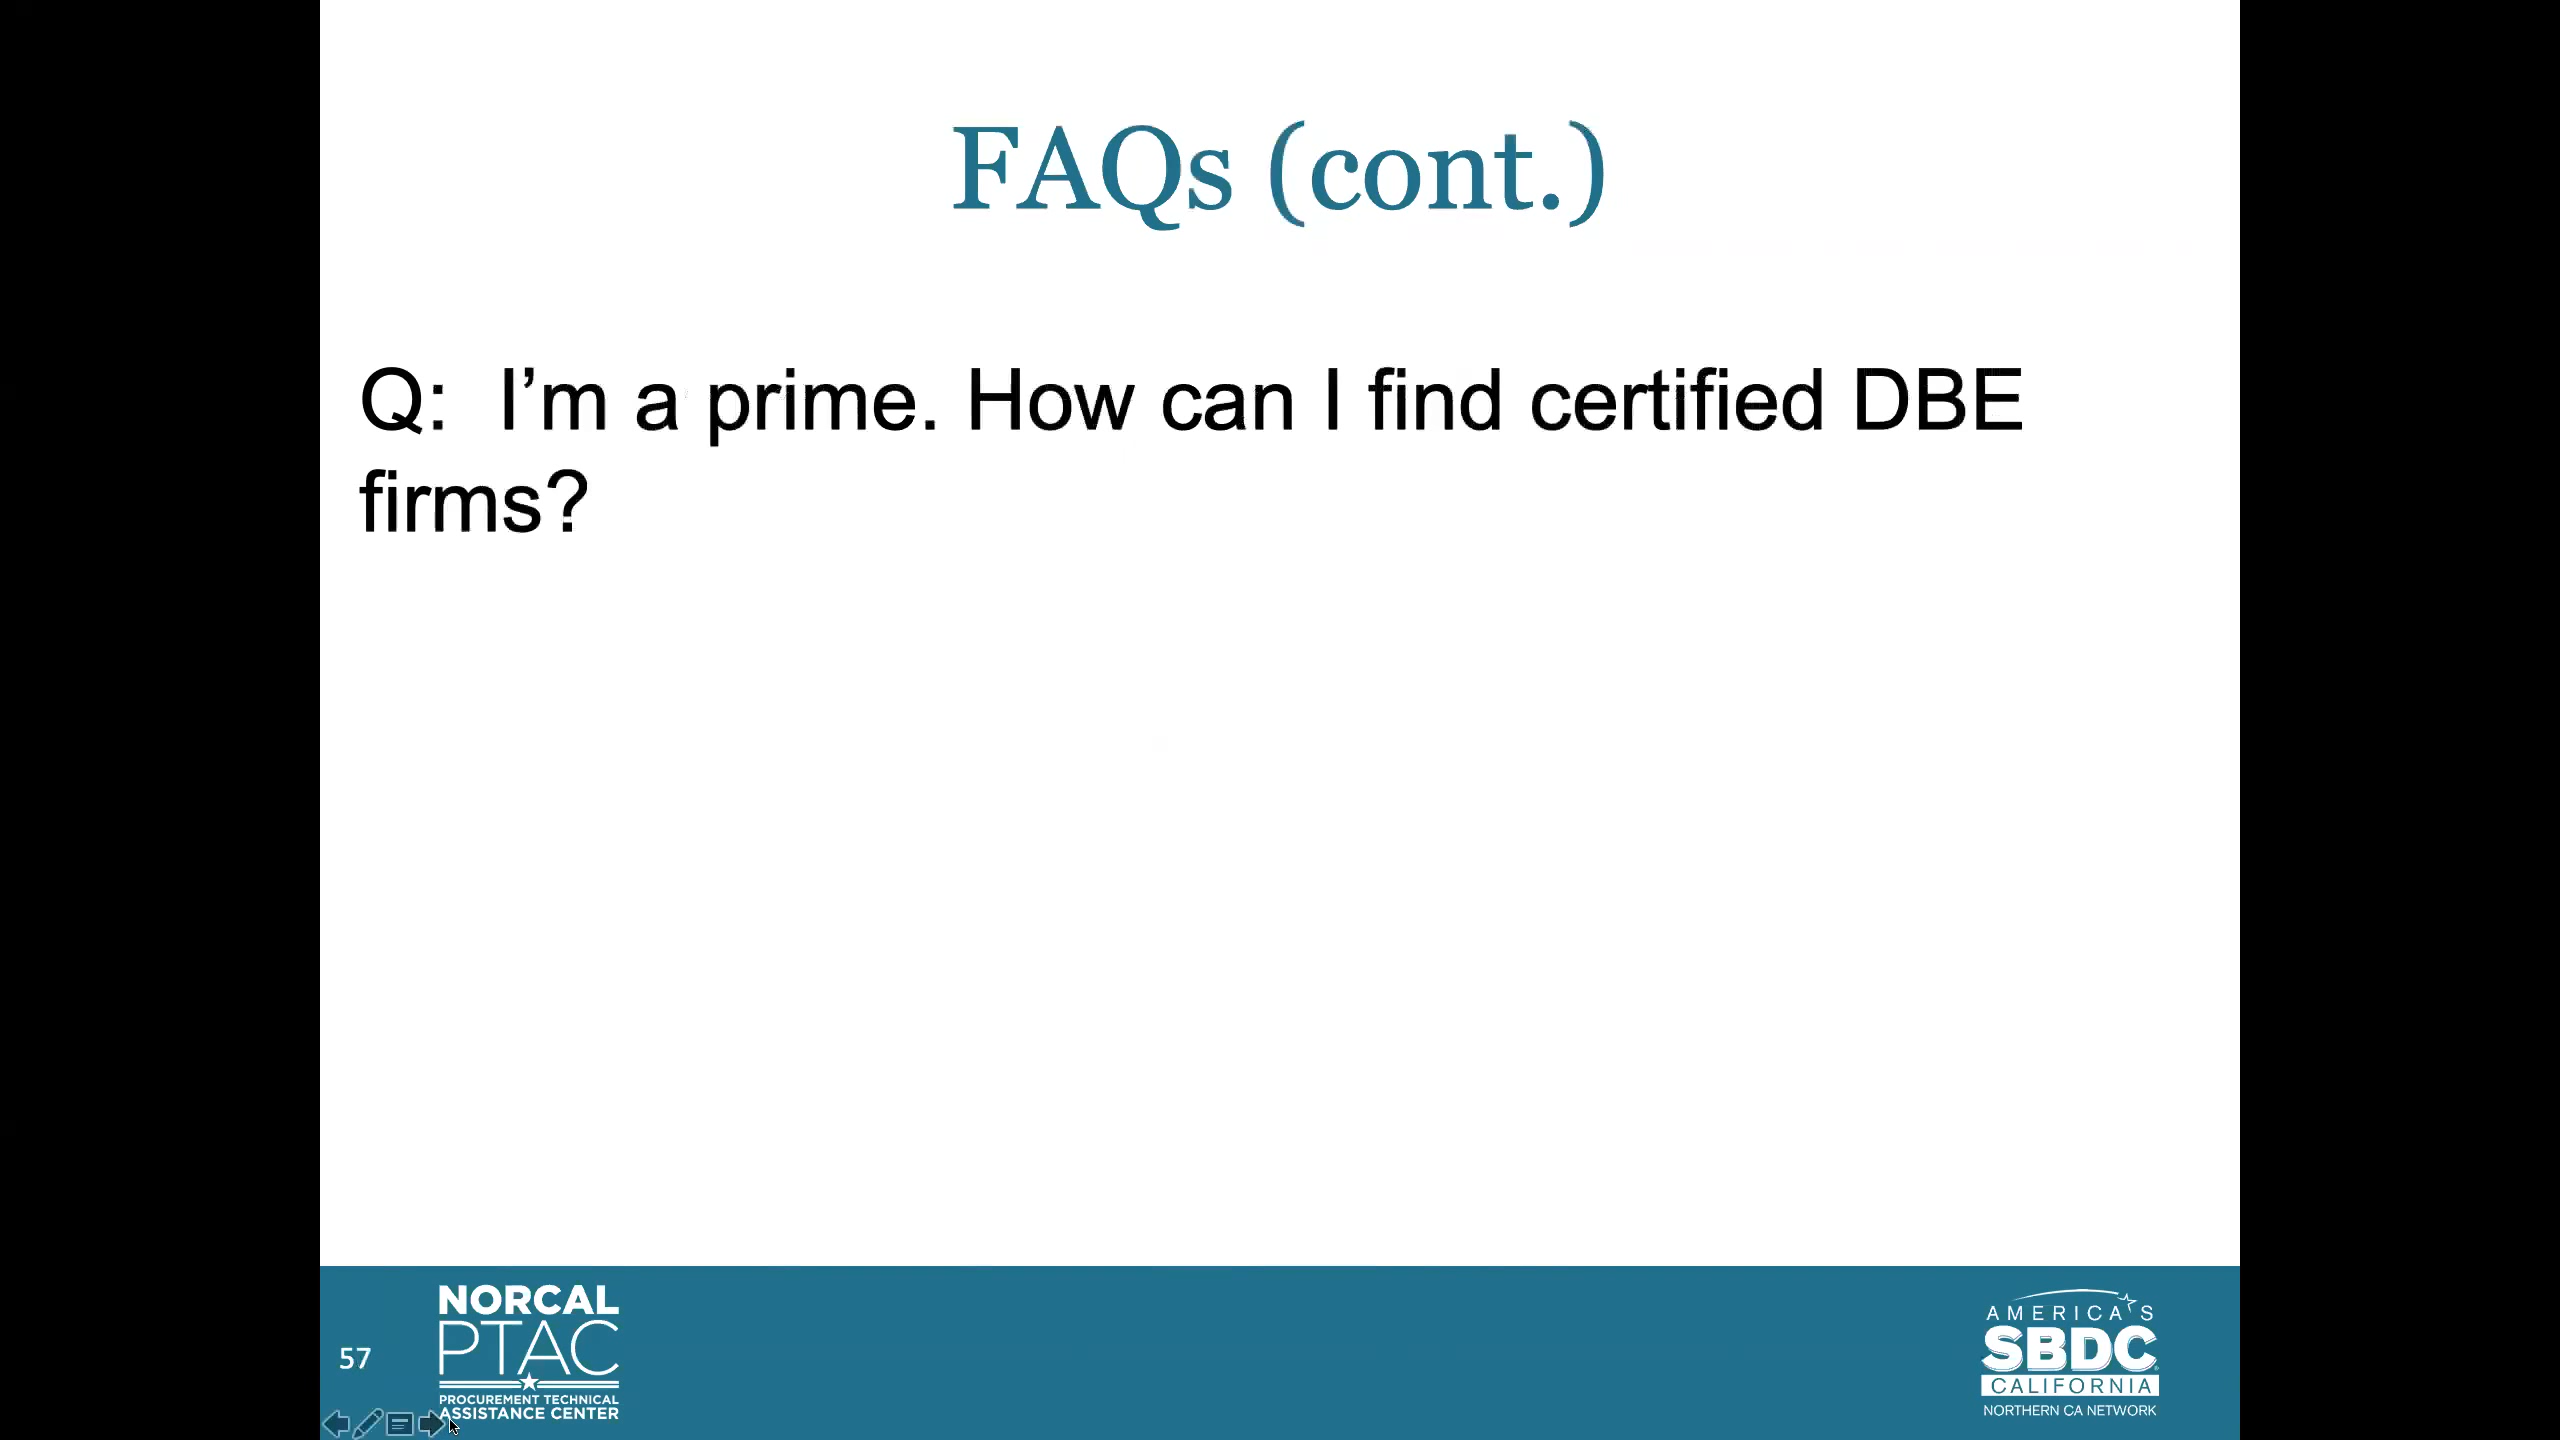 FAQs (cont.)
Q: I’m a prime. How can I find certified DBE
firms?
57
NORCAL
PTAC
PROCUREMENT TECHNICAL
ASSISTANCE CENTER
AMERICA'S
SBDC
CALIFORNIA
NORTHERN CA NETWORK